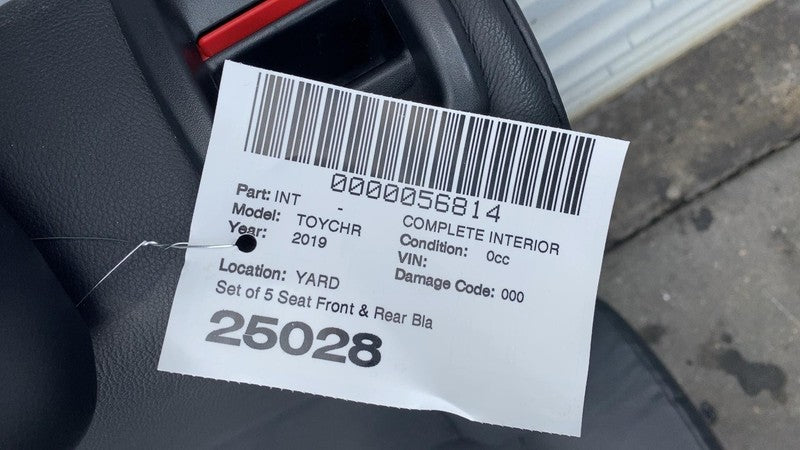 0000056814
Part: INT - COMPLETE INTERIOR
Model: TOYCHR Condition: 0cc
Year: 2019 VIN:
Damage Code: 000
Location: YARD
Set of 5 Seat Front & Rear Bla
25028